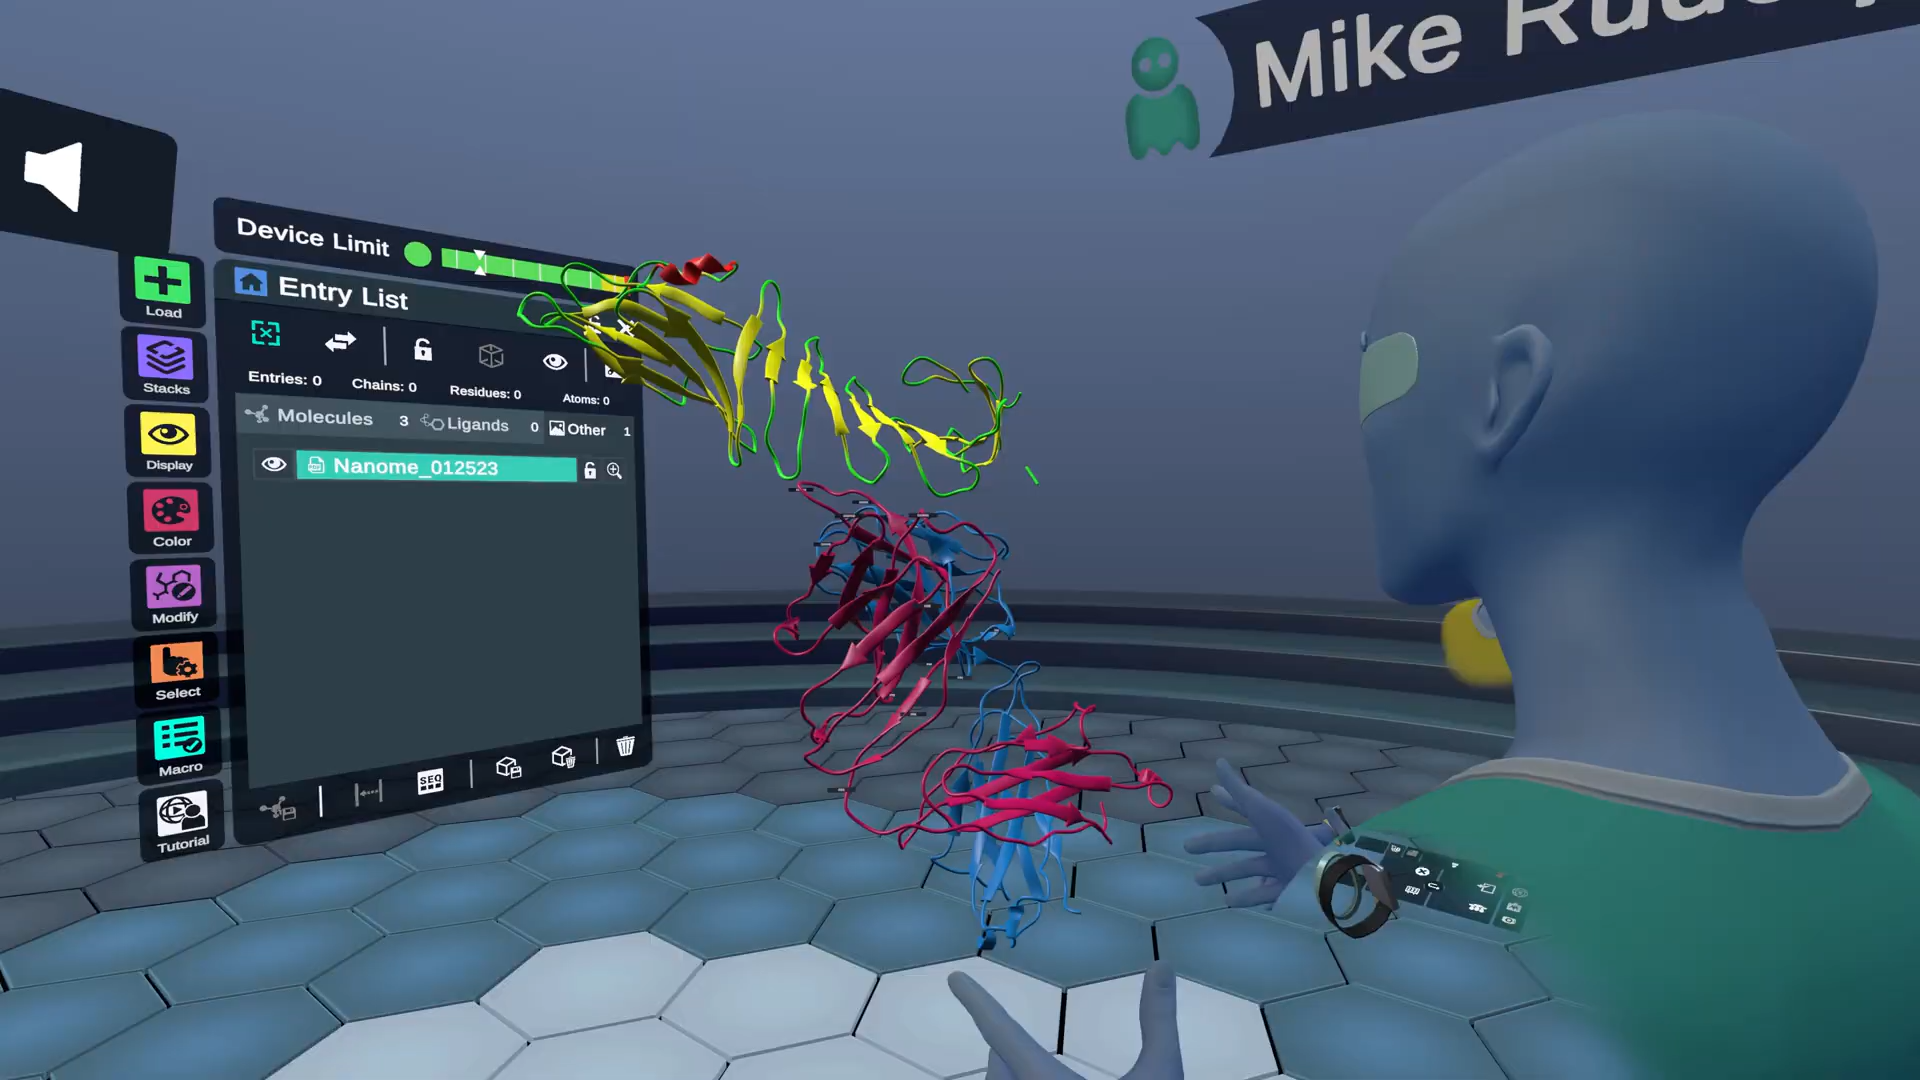 Mike
Device Limit
Entry List
Entries: 0 Chains: 0 Residues: 0 Atoms: 0
Molecules 3 Ligands 0 Other 1
Nanome_012523
SEQ
Load
Stacks
Display
Color
Modify
Select
Macro
Tutorial